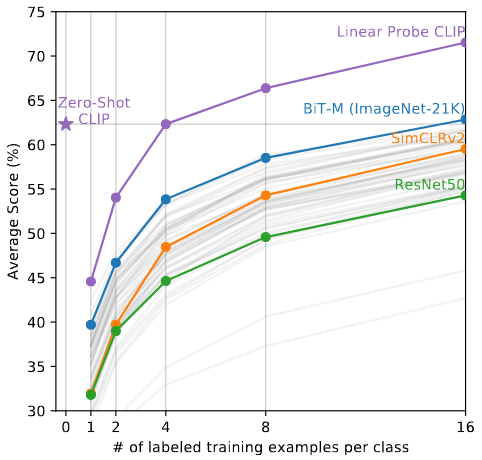 75
70
65
60
55
50
45
40
35
30
Average Score (%)
Linear Probe CLIP
Zero-Shot
CLIP
BiT-M (ImageNet-21K)
SimCLRv2
ResNet50
0 1 2 4 8 16
# of labeled training examples per class